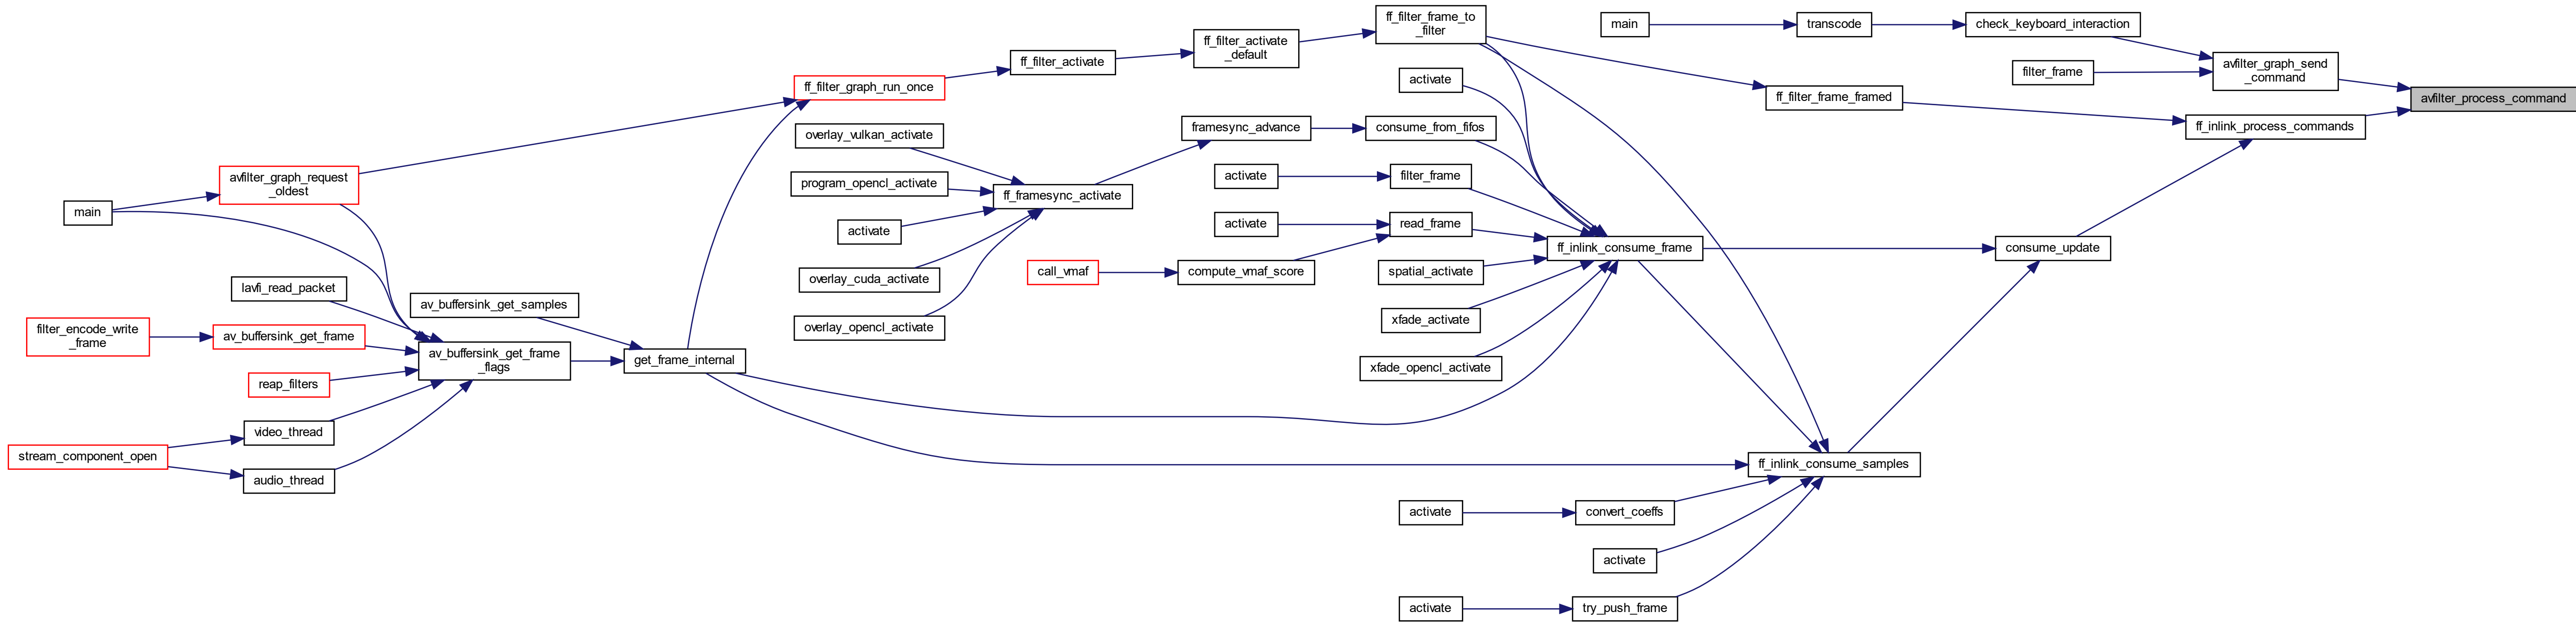 ff_filter_frame_to
_filter
main
transcode
check_keyboard_interaction
ff_filter_activate
_default
ff_filter_activate
avfilter_graph_send
_command
filter_frame
activate
ff_filter_graph_run_once
ff_filter_frame_framed
avfilter_process_command
overlay_vulkan_activate
framesync_advance
consume_from_fifos
ff_inlink_process_commands
avfilter_graph_request
_oldest
program_opencl_activate
activate
filter_frame
ff_framesync_activate
main
activate
activate
read_frame
ff_inlink_consume_frame
consume_update
overlay_cuda_activate
call_vmaf
compute_vmaf_score
spatial_activate
lavfi_read_packet
av_buffersink_get_samples
overlay_opencl_activate
xfade_activate
filter_encode_write
_frame
av_buffersink_get_frame
av_buffersink_get_frame
_flags
get_frame_internal
xfade_opencl_activate
reap_filters
video_thread
stream_component_open
audio_thread
ff_inlink_consume_samples
activate
convert_coeffs
activate
activate
try_push_frame